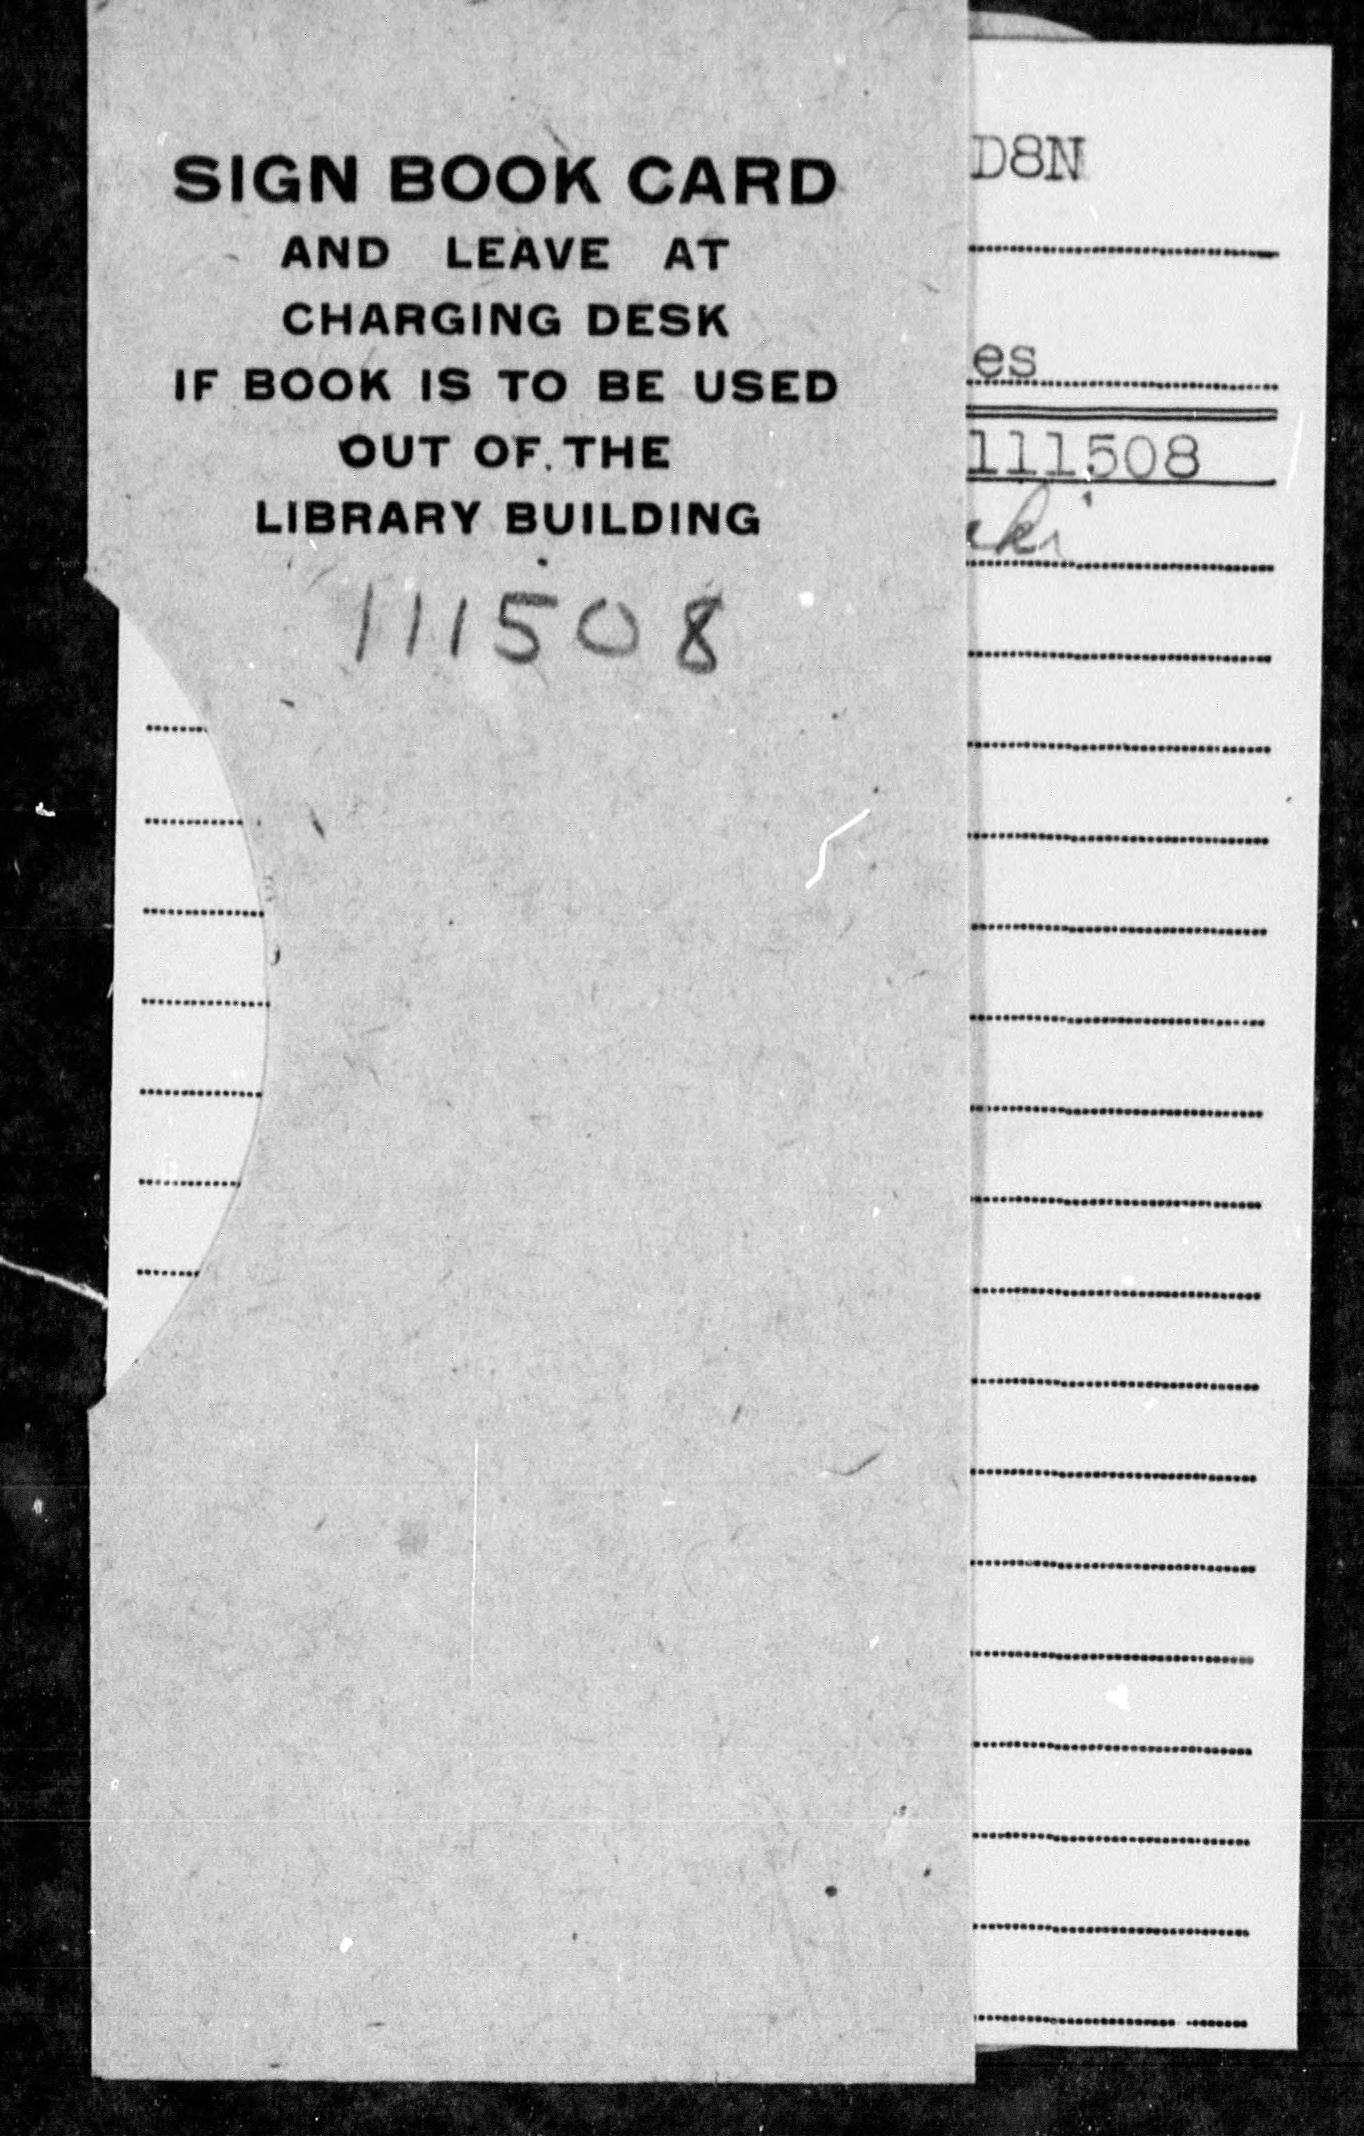 SIGN BOOK CARD
AND LEAVE AT
CHARGING DESK
IF BOOK IS TO BE USED
OUT OF THE
LIBRARY BUILDING
111508
D8N
es
111508
ki